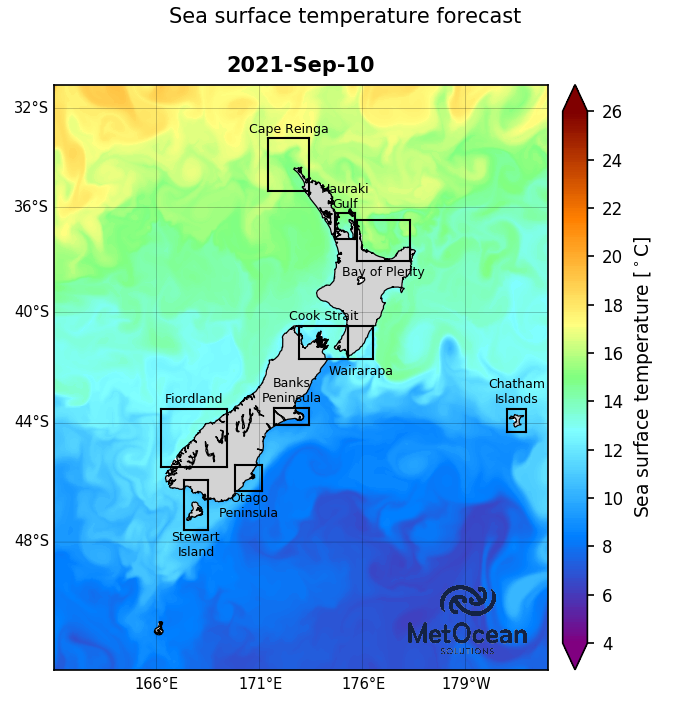 Sea surface temperature forecast
2021-Sep-10
32°S
36°S
40°S
44°S
48°S
166°E
171°E
176°E
179°W
Cape Reinga
Hauraki
Gulf
Bay of Plenty
Cook Strait
Wairarapa
Banks
Peninsula
Fiordland
Chatham
Islands
Otago
Peninsula
Stewart
Island
MetOcean
SOLUTIONS
26
24
22
20
18
16
14
12
10
8
6
4
Sea surface temperature [°C]